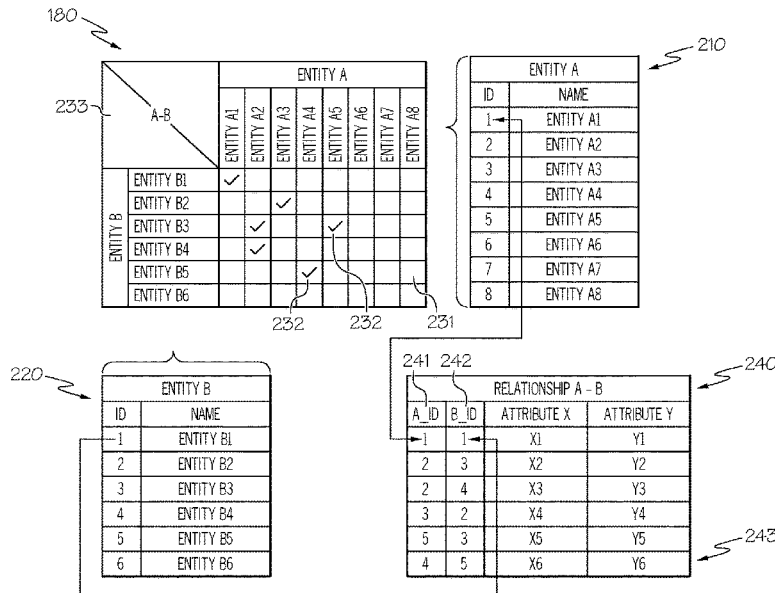 180
ENTITY A
233
A-B
ENTITY A1
ENTITY A2
ENTITY A3
ENTITY A4
ENTITY A5
ENTITY A6
ENTITY A7
ENTITY A8
ENTITY B
ENTITY B1
ENTITY B2
ENTITY B3
ENTITY B4
ENTITY B5
ENTITY B6
232
232
231
210
ENTITY A
ID NAME
1 ENTITY A1
2 ENTITY A2
3 ENTITY A3
4 ENTITY A4
5 ENTITY A5
6 ENTITY A6
7 ENTITY A7
8 ENTITY A8
220
ENTITY B
ID NAME
1 ENTITY B1
2 ENTITY B2
3 ENTITY B3
4 ENTITY B4
5 ENTITY B5
6 ENTITY B6
241 242
240
RELATIONSHIP A - B
A_ID B_ID ATTRIBUTE X ATTRIBUTE Y
1 1 X1 Y1
2 3 X2 Y2
2 4 X3 Y3
3 2 X4 Y4
5 3 X5 Y5
4 5 X6 Y6
243